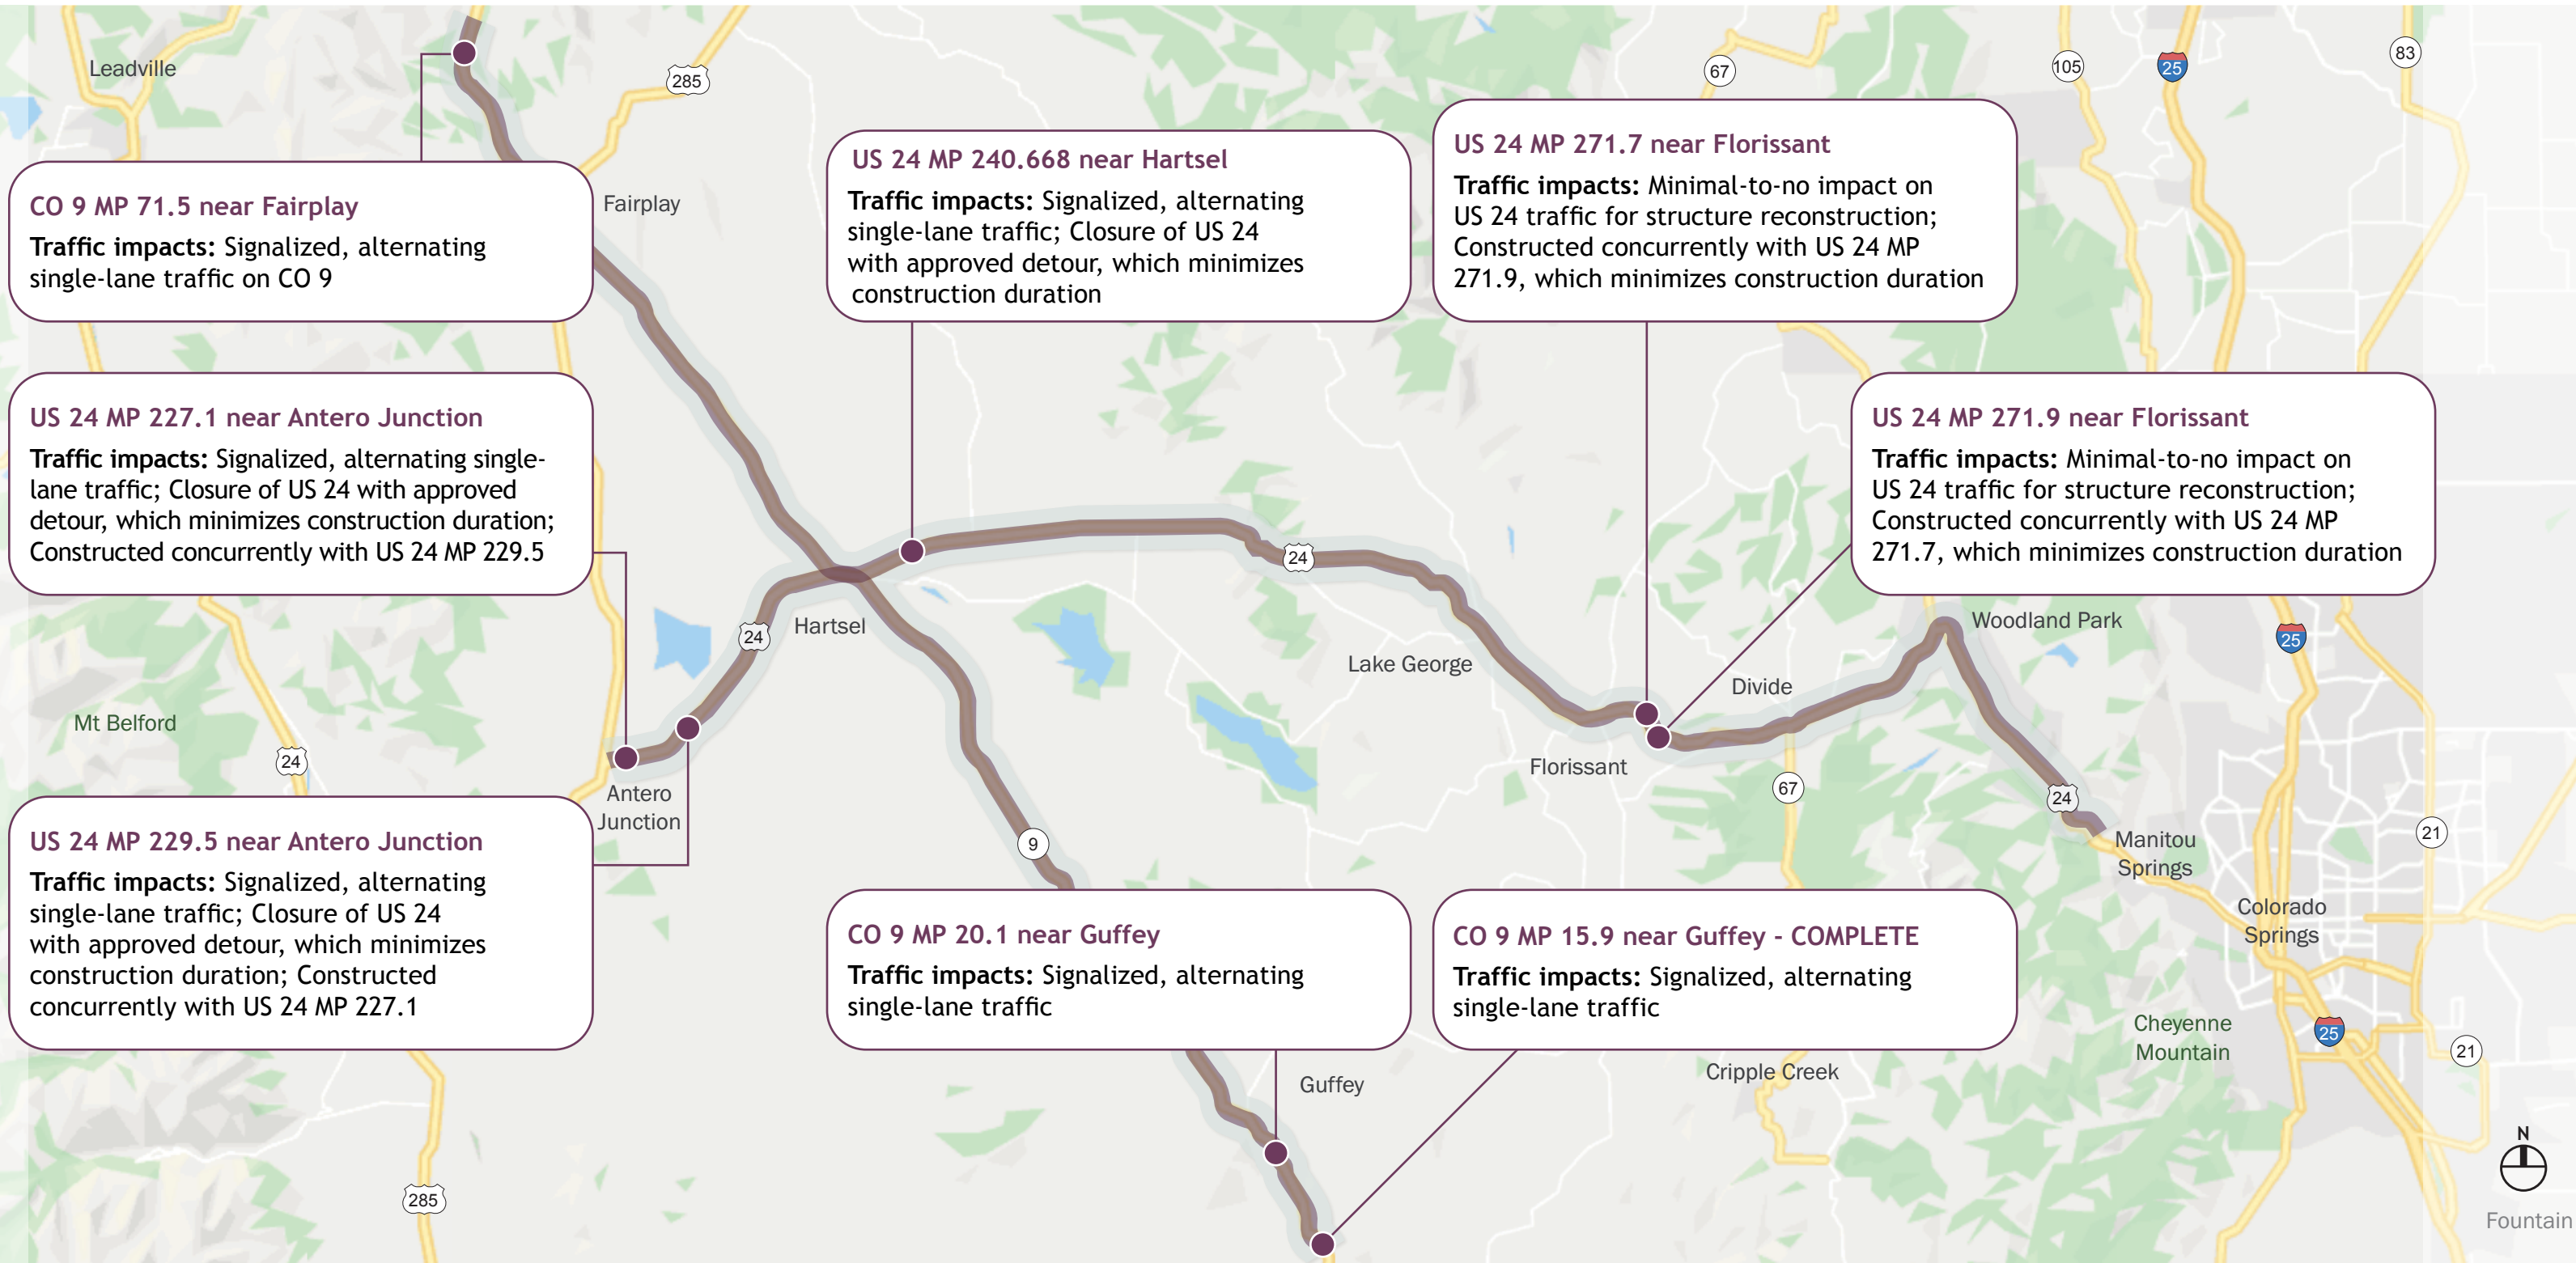 Leadville
285
67
105
25
83
CO 9 MP 71.5 near Fairplay
Traffic impacts: Signalized, alternating
single-lane traffic on CO 9
Fairplay
US 24 MP 240.668 near Hartsel
Traffic impacts: Signalized, alternating
single-lane traffic; Closure of US 24
with approved detour, which minimizes
construction duration
US 24 MP 271.7 near Florissant
Traffic impacts: Minimal-to-no impact on
US 24 traffic for structure reconstruction;
Constructed concurrently with US 24 MP
271.9, which minimizes construction duration
US 24 MP 227.1 near Antero Junction
Traffic impacts: Signalized, alternating single-
lane traffic; Closure of US 24 with approved
detour, which minimizes construction duration;
Constructed concurrently with US 24 MP 229.5
US 24 MP 271.9 near Florissant
Traffic impacts: Minimal-to-no impact on
US 24 traffic for structure reconstruction;
Constructed concurrently with US 24 MP
271.7, which minimizes construction duration
24
Hartsel
24
Lake George
Divide
Woodland Park
25
Mt Belford
24
Antero
Junction
Florissant
67
24
Manitou
Springs
21
9
US 24 MP 229.5 near Antero Junction
Traffic impacts: Signalized, alternating
single-lane traffic; Closure of US 24
with approved detour, which minimizes
construction duration; Constructed
concurrently with US 24 MP 227.1
CO 9 MP 20.1 near Guffey
Traffic impacts: Signalized, alternating
single-lane traffic
CO 9 MP 15.9 near Guffey - COMPLETE
Traffic impacts: Signalized, alternating
single-lane traffic
Colorado
Springs
Cheyenne
Mountain
25
21
Guffey
Cripple Creek
285
N
Fountain